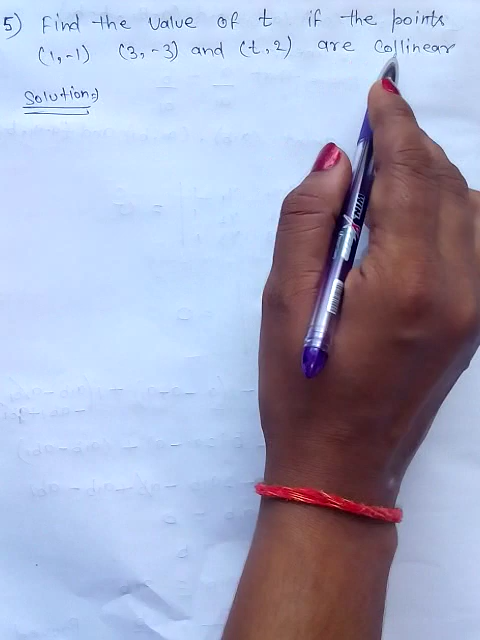 5) Find the value of t if the points
(1,-1) (3,-3) and (t,2) are collinear
Solution:)